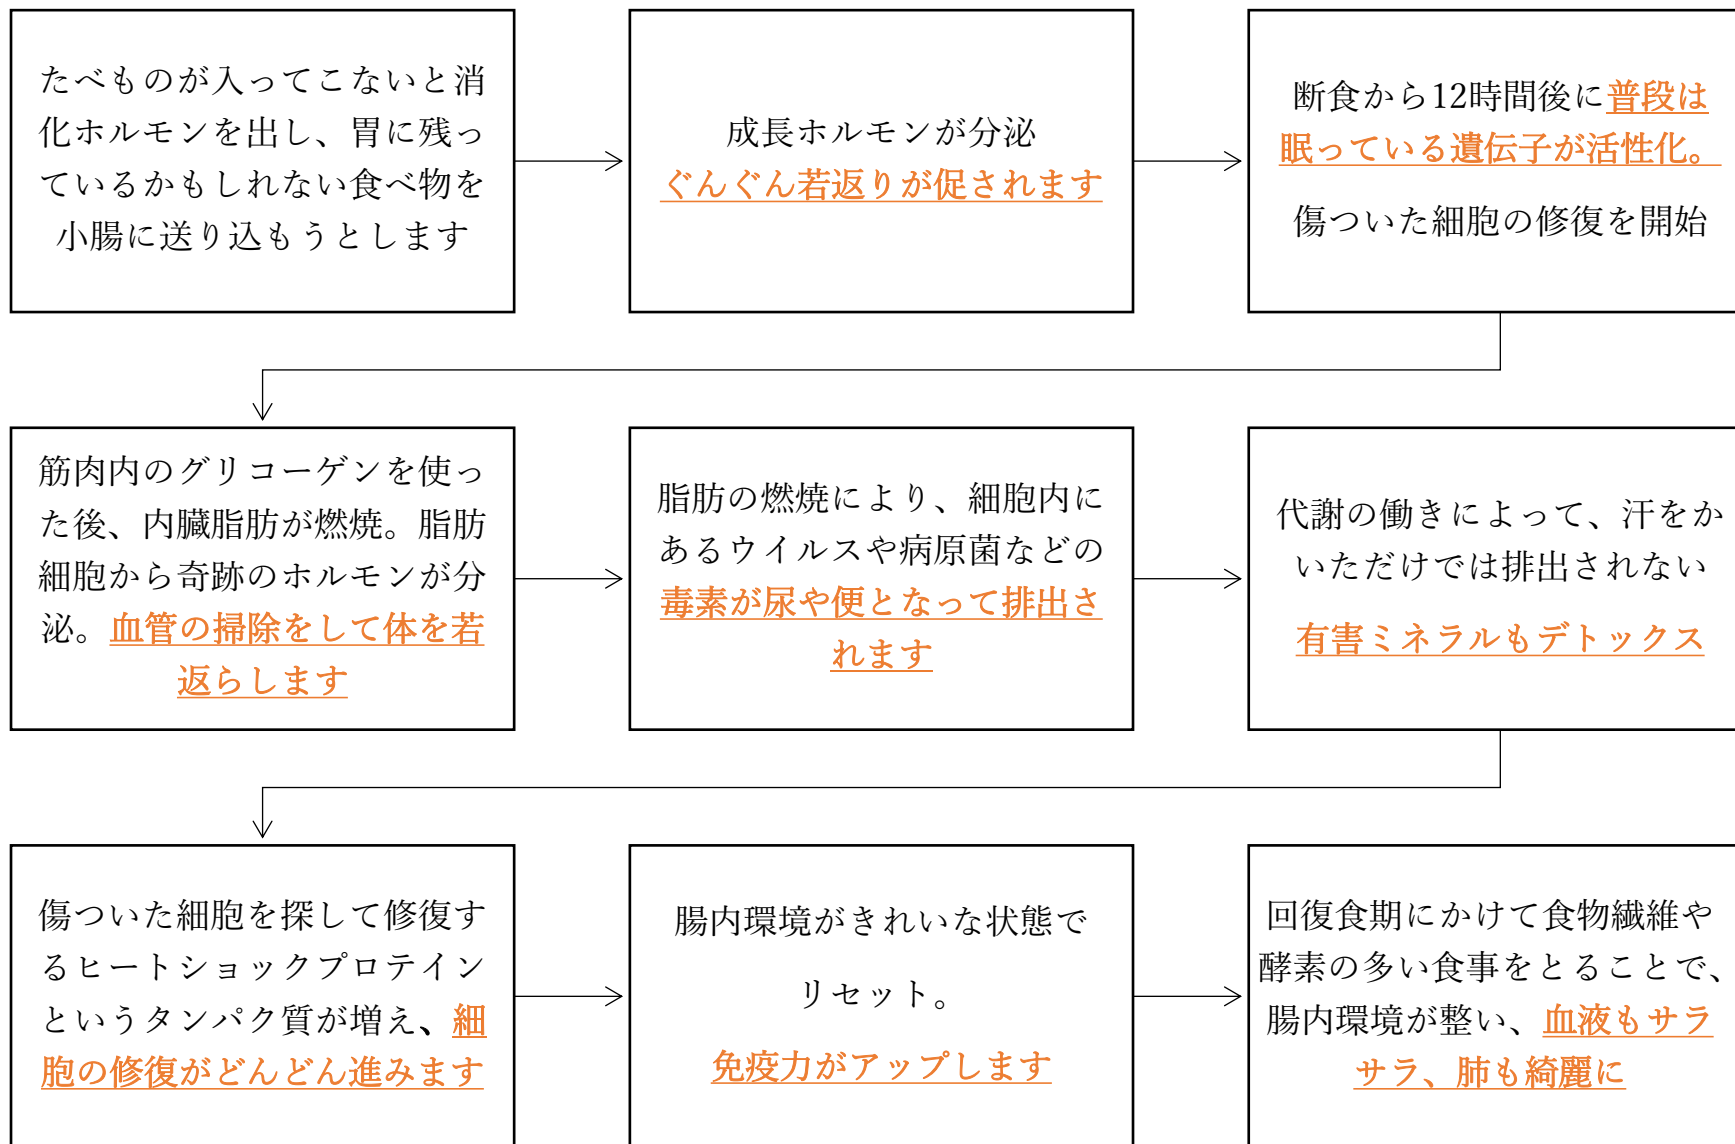 たべものが入ってこないと消
化ホルモンを出し、胃に残っ
ているかもしれない食べ物を
小腸に送り込もうとします
成長ホルモンが分泌
ぐんぐん若返りが促されます
断食から12時間後に普段は
眠っている遺伝子が活性化。
傷ついた細胞の修復を開始
筋肉内のグリコーゲンを使っ
た後、内臓脂肪が燃焼。脂肪
細胞から奇跡のホルモンが分
泌。血管の掃除をして体を若
返らします
脂肪の燃焼により、細胞内に
あるウイルスや病原菌などの
毒素が尿や便となって排出さ
れます
代謝の働きによって、汗をか
いただけでは排出されない
有害ミネラルもデトックス
傷ついた細胞を探して修復す
るヒートショックプロテイン
というタンパク質が増え、細
胞の修復がどんどん進みます
腸内環境がきれいな状態で
リセット。
免疫力がアップします
回復食期にかけて食物繊維や
酵素の多い食事をとることで、
腸内環境が整い、血液もサラ
サラ、肺も綺麗に